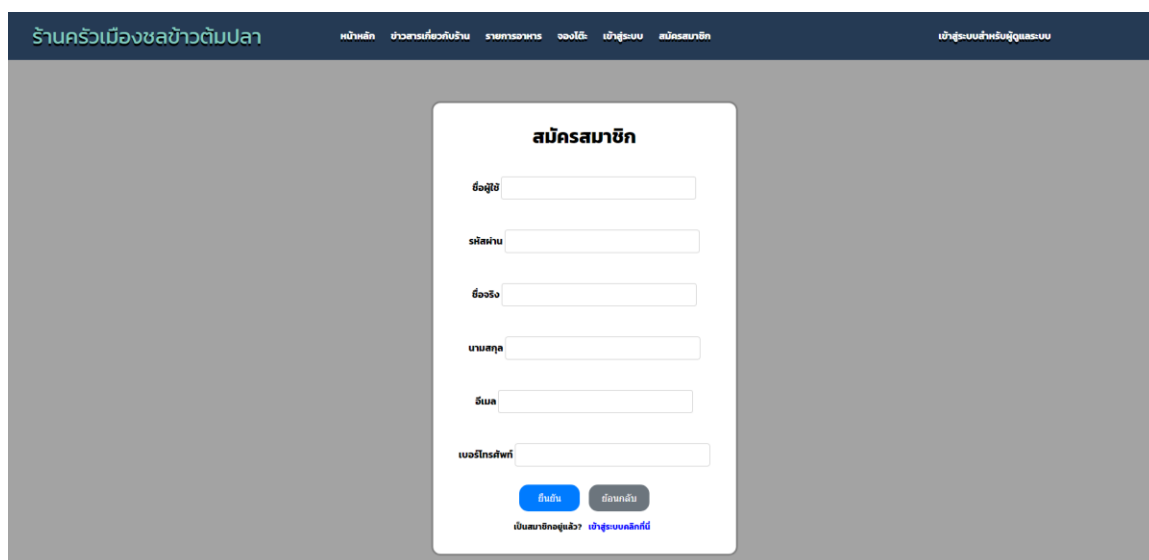 ร้านครัวเมืองชลข้าวต้มปลา
หน้าหลัก ข่าวสารเกี่ยวกับร้าน รายการอาหาร จองโต๊ะ เข้าสู่ระบบ สมัครสมาชิก
เข้าสู่ระบบสำหรับผู้ดูแลระบบ
สมัครสมาชิก
ชื่อผู้ใช้
รหัสผ่าน
ชื่อจริง
นามสกุล
อีเมล
เบอร์โทรศัพท์
ยืนยัน ย้อนกลับ
เป็นสมาชิกอยู่แล้ว? เข้าสู่ระบบคลิกที่นี่